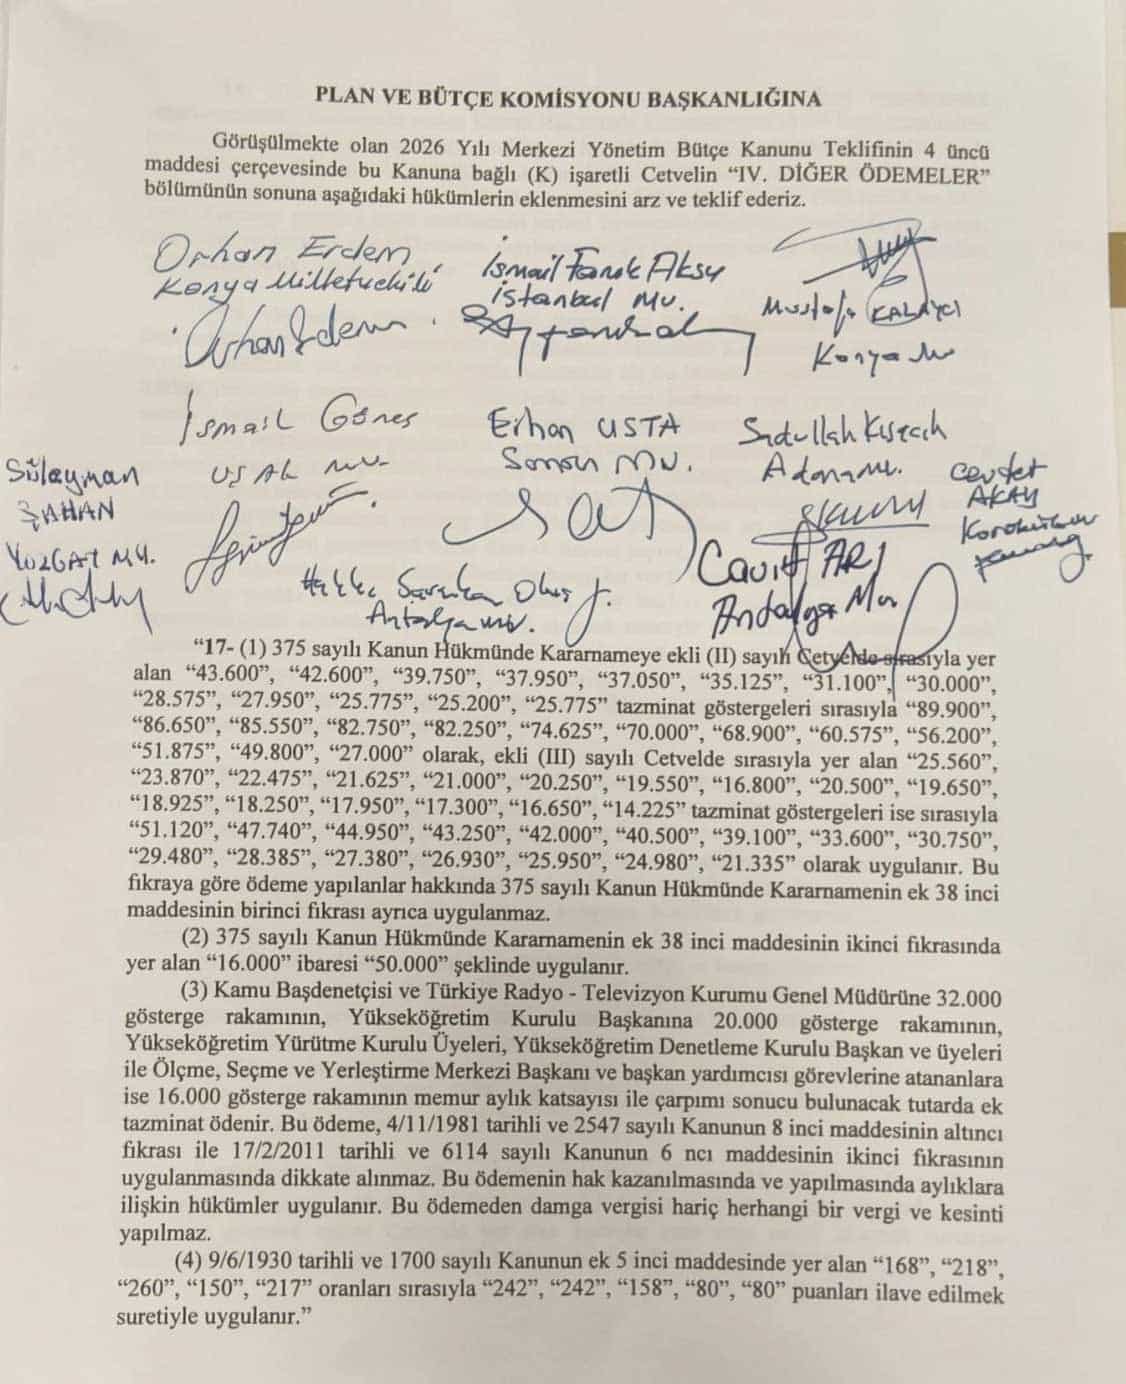 PLAN VE BÜTÇE KOMİSYONU BAŞKANLIĞINA
Görüşülmekte olan 2026 Yılı Merkezi Yönetim Bütçe Kanunu Teklifinin 4 üncü
maddesi çerçevesinde bu Kanuna bağlı (K) işaretli Cetvelin “IV. DİĞER ÖDEMELER”
bölümünün sonuna aşağıdaki hükümlerin eklenmesini arz ve teklif ederiz.
Orhan Erdem
Konya Milletvekili
Orhan Erdem
İsmail Faruk Aksu
İstanbul Mv.
Mustafa KALAYCI
Konya Mv
İsmail Güneş
UŞAK MV.
Erhan USTA
Samsun MV.
Sadullah Kısacık
Adana Mv.
Süleyman
ŞAHAN
YOZGAT MV.
Cevdet
AKAY
Karabük Mv
Hakkı Saruhan Oluç
Antalya MV.
Cavit ARI
Antalya Mv.
“17- (1) 375 sayılı Kanun Hükmünde Kararnameye ekli (II) sayılı Cetvelde sırasıyla yer
alan “43.600”, “42.600”, “39.750”, “37.950”, “37.050”, “35.125”, “31.100”, “30.000”,
“28.575”, “27.950”, “25.775”, “25.200”, “25.775” tazminat göstergeleri sırasıyla “89.900”,
“86.650”, “85.550”, “82.750”, “82.250”, “74.625”, “70.000”, “68.900”, “60.575”, “56.200”,
“51.875”, “49.800”, “27.000” olarak, ekli (III) sayılı Cetvelde sırasıyla yer alan “25.560”,
“23.870”, “22.475”, “21.625”, “21.000”, “20.250”, “19.550”, “16.800”, “20.500”, “19.650”,
“18.925”, “18.250”, “17.950”, “17.300”, “16.650”, “14.225” tazminat göstergeleri ise sırasıyla
“51.120”, “47.740”, “44.950”, “43.250”, “42.000”, “40.500”, “39.100”, “33.600”, “30.750”,
“29.480”, “28.385”, “27.380”, “26.930”, “25.950”, “24.980”, “21.335” olarak uygulanır. Bu
fıkraya göre ödeme yapılanlar hakkında 375 sayılı Kanun Hükmünde Kararnamenin ek 38 inci
maddesinin birinci fıkrası ayrıca uygulanmaz.
(2) 375 sayılı Kanun Hükmünde Kararnamenin ek 38 inci maddesinin ikinci fıkrasında
yer alan “16.000” ibaresi “50.000” şeklinde uygulanır.
(3) Kamu Başdenetçisi ve Türkiye Radyo - Televizyon Kurumu Genel Müdürüne 32.000
gösterge rakamının, Yükseköğretim Kurulu Başkanına 20.000 gösterge rakamının,
Yükseköğretim Yürütme Kurulu Üyeleri, Yükseköğretim Denetleme Kurulu Başkan ve üyeleri
ile Ölçme, Seçme ve Yerleştirme Merkezi Başkanı ve başkan yardımcısı görevlerine atananlara
ise 16.000 gösterge rakamının memur aylık katsayısı ile çarpımı sonucu bulunacak tutarda ek
tazminat ödenir. Bu ödeme, 4/11/1981 tarihli ve 2547 sayılı Kanunun 8 inci maddesinin altıncı
fıkrası ile 17/2/2011 tarihli ve 6114 sayılı Kanunun 6 ncı maddesinin ikinci fıkrasının
uygulanmasında dikkate alınmaz. Bu ödemenin hak kazanılmasında ve yapılmasında aylıklara
ilişkin hükümler uygulanır. Bu ödemeden damga vergisi hariç herhangi bir vergi ve kesinti
yapılmaz.
(4) 9/6/1930 tarihli ve 1700 sayılı Kanunun ek 5 inci maddesinde yer alan “168”, “218”,
“260”, “150”, “217” oranları sırasıyla “242”, “242”, “158”, “80”, “80” puanları ilave edilmek
suretiyle uygulanır.”